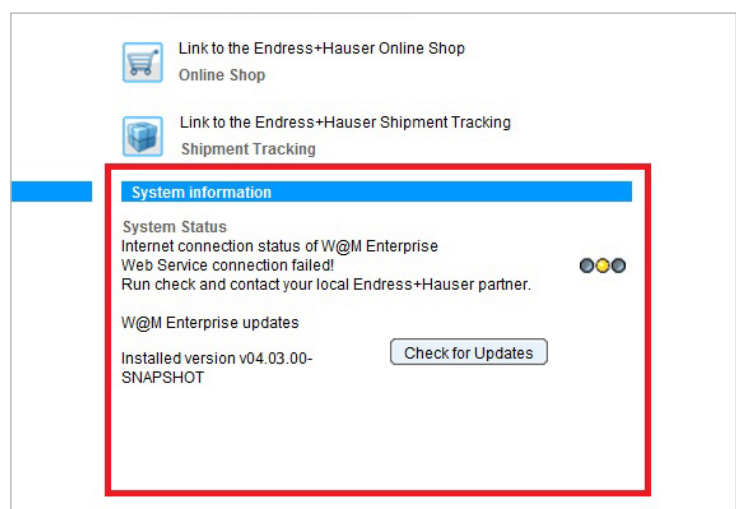 Link to the Endress+Hauser Online Shop
Online Shop
Link to the Endress+Hauser Shipment Tracking
Shipment Tracking
System information
System Status
Internet connection status of W@M Enterprise
Web Service connection failed!
Run check and contact your local Endress+Hauser partner.
W@M Enterprise updates
Installed version v04.03.00-
SNAPSHOT
Check for Updates